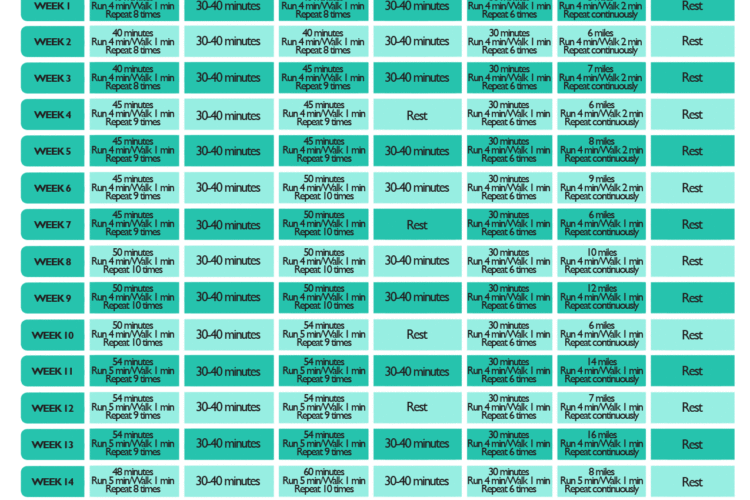 WEEK 1
Run 4 min/Walk 1 min
Repeat 8 times
30-40 minutes
Run 4 min/Walk 1 min
Repeat 8 times
30-40 minutes
Run 4 min/Walk 1 min
Repeat 6 times
Run 4 min/Walk 2 min
Repeat continuously
Rest
WEEK 2
40 minutes
Run 4 min/Walk 1 min
Repeat 8 times
30-40 minutes
40 minutes
Run 4 min/Walk 1 min
Repeat 8 times
30-40 minutes
30 minutes
Run 4 min/Walk 1 min
Repeat 6 times
6 miles
Run 4 min/Walk 2 min
Repeat continuously
Rest
WEEK 3
40 minutes
Run 4 min/Walk 1 min
Repeat 8 times
30-40 minutes
45 minutes
Run 4 min/Walk 1 min
Repeat 9 times
30-40 minutes
30 minutes
Run 4 min/Walk 1 min
Repeat 6 times
7 miles
Run 4 min/Walk 2 min
Repeat continuously
Rest
WEEK 4
45 minutes
Run 4 min/Walk 1 min
Repeat 9 times
30-40 minutes
45 minutes
Run 4 min/Walk 1 min
Repeat 9 times
Rest
30 minutes
Run 4 min/Walk 1 min
Repeat 6 times
6 miles
Run 4 min/Walk 2 min
Repeat continuously
Rest
WEEK 5
45 minutes
Run 4 min/Walk 1 min
Repeat 9 times
30-40 minutes
45 minutes
Run 4 min/Walk 1 min
Repeat 9 times
30-40 minutes
30 minutes
Run 4 min/Walk 1 min
Repeat 6 times
8 miles
Run 4 min/Walk 2 min
Repeat continuously
Rest
WEEK 6
45 minutes
Run 4 min/Walk 1 min
Repeat 9 times
30-40 minutes
50 minutes
Run 4 min/Walk 1 min
Repeat 10 times
30-40 minutes
30 minutes
Run 4 min/Walk 1 min
Repeat 6 times
9 miles
Run 4 min/Walk 2 min
Repeat continuously
Rest
WEEK 7
45 minutes
Run 4 min/Walk 1 min
Repeat 9 times
30-40 minutes
50 minutes
Run 4 min/Walk 1 min
Repeat 10 times
Rest
30 minutes
Run 4 min/Walk 1 min
Repeat 6 times
6 miles
Run 4 min/Walk 1 min
Repeat continuously
Rest
WEEK 8
50 minutes
Run 4 min/Walk 1 min
Repeat 10 times
30-40 minutes
50 minutes
Run 4 min/Walk 1 min
Repeat 10 times
30-40 minutes
30 minutes
Run 4 min/Walk 1 min
Repeat 6 times
10 miles
Run 4 min/Walk 1 min
Repeat continuously
Rest
WEEK 9
50 minutes
Run 4 min/Walk 1 min
Repeat 10 times
30-40 minutes
50 minutes
Run 4 min/Walk 1 min
Repeat 10 times
30-40 minutes
30 minutes
Run 4 min/Walk 1 min
Repeat 6 times
12 miles
Run 4 min/Walk 1 min
Repeat continuously
Rest
WEEK 10
50 minutes
Run 4 min/Walk 1 min
Repeat 10 times
30-40 minutes
54 minutes
Run 5 min/Walk 1 min
Repeat 9 times
Rest
30 minutes
Run 4 min/Walk 1 min
Repeat 6 times
6 miles
Run 4 min/Walk 1 min
Repeat continuously
Rest
WEEK 11
54 minutes
Run 5 min/Walk 1 min
Repeat 9 times
30-40 minutes
54 minutes
Run 5 min/Walk 1 min
Repeat 9 times
30-40 minutes
30 minutes
Run 4 min/Walk 1 min
Repeat 6 times
14 miles
Run 4 min/Walk 1 min
Repeat continuously
Rest
WEEK 12
54 minutes
Run 5 min/Walk 1 min
Repeat 9 times
30-40 minutes
54 minutes
Run 5 min/Walk 1 min
Repeat 9 times
Rest
30 minutes
Run 4 min/Walk 1 min
Repeat 6 times
7 miles
Run 4 min/Walk 1 min
Repeat continuously
Rest
WEEK 13
54 minutes
Run 5 min/Walk 1 min
Repeat 9 times
30-40 minutes
54 minutes
Run 5 min/Walk 1 min
Repeat 9 times
30-40 minutes
30 minutes
Run 4 min/Walk 1 min
Repeat 6 times
16 miles
Run 4 min/Walk 1 min
Repeat continuously
Rest
WEEK 14
48 minutes
Run 5 min/Walk 1 min
Repeat 8 times
30-40 minutes
60 minutes
Run 5 min/Walk 1 min
Repeat 10 times
30-40 minutes
30 minutes
Run 4 min/Walk 1 min
Repeat 6 times
8 miles
Run 5 min/Walk 1 min
Repeat continuously
Rest